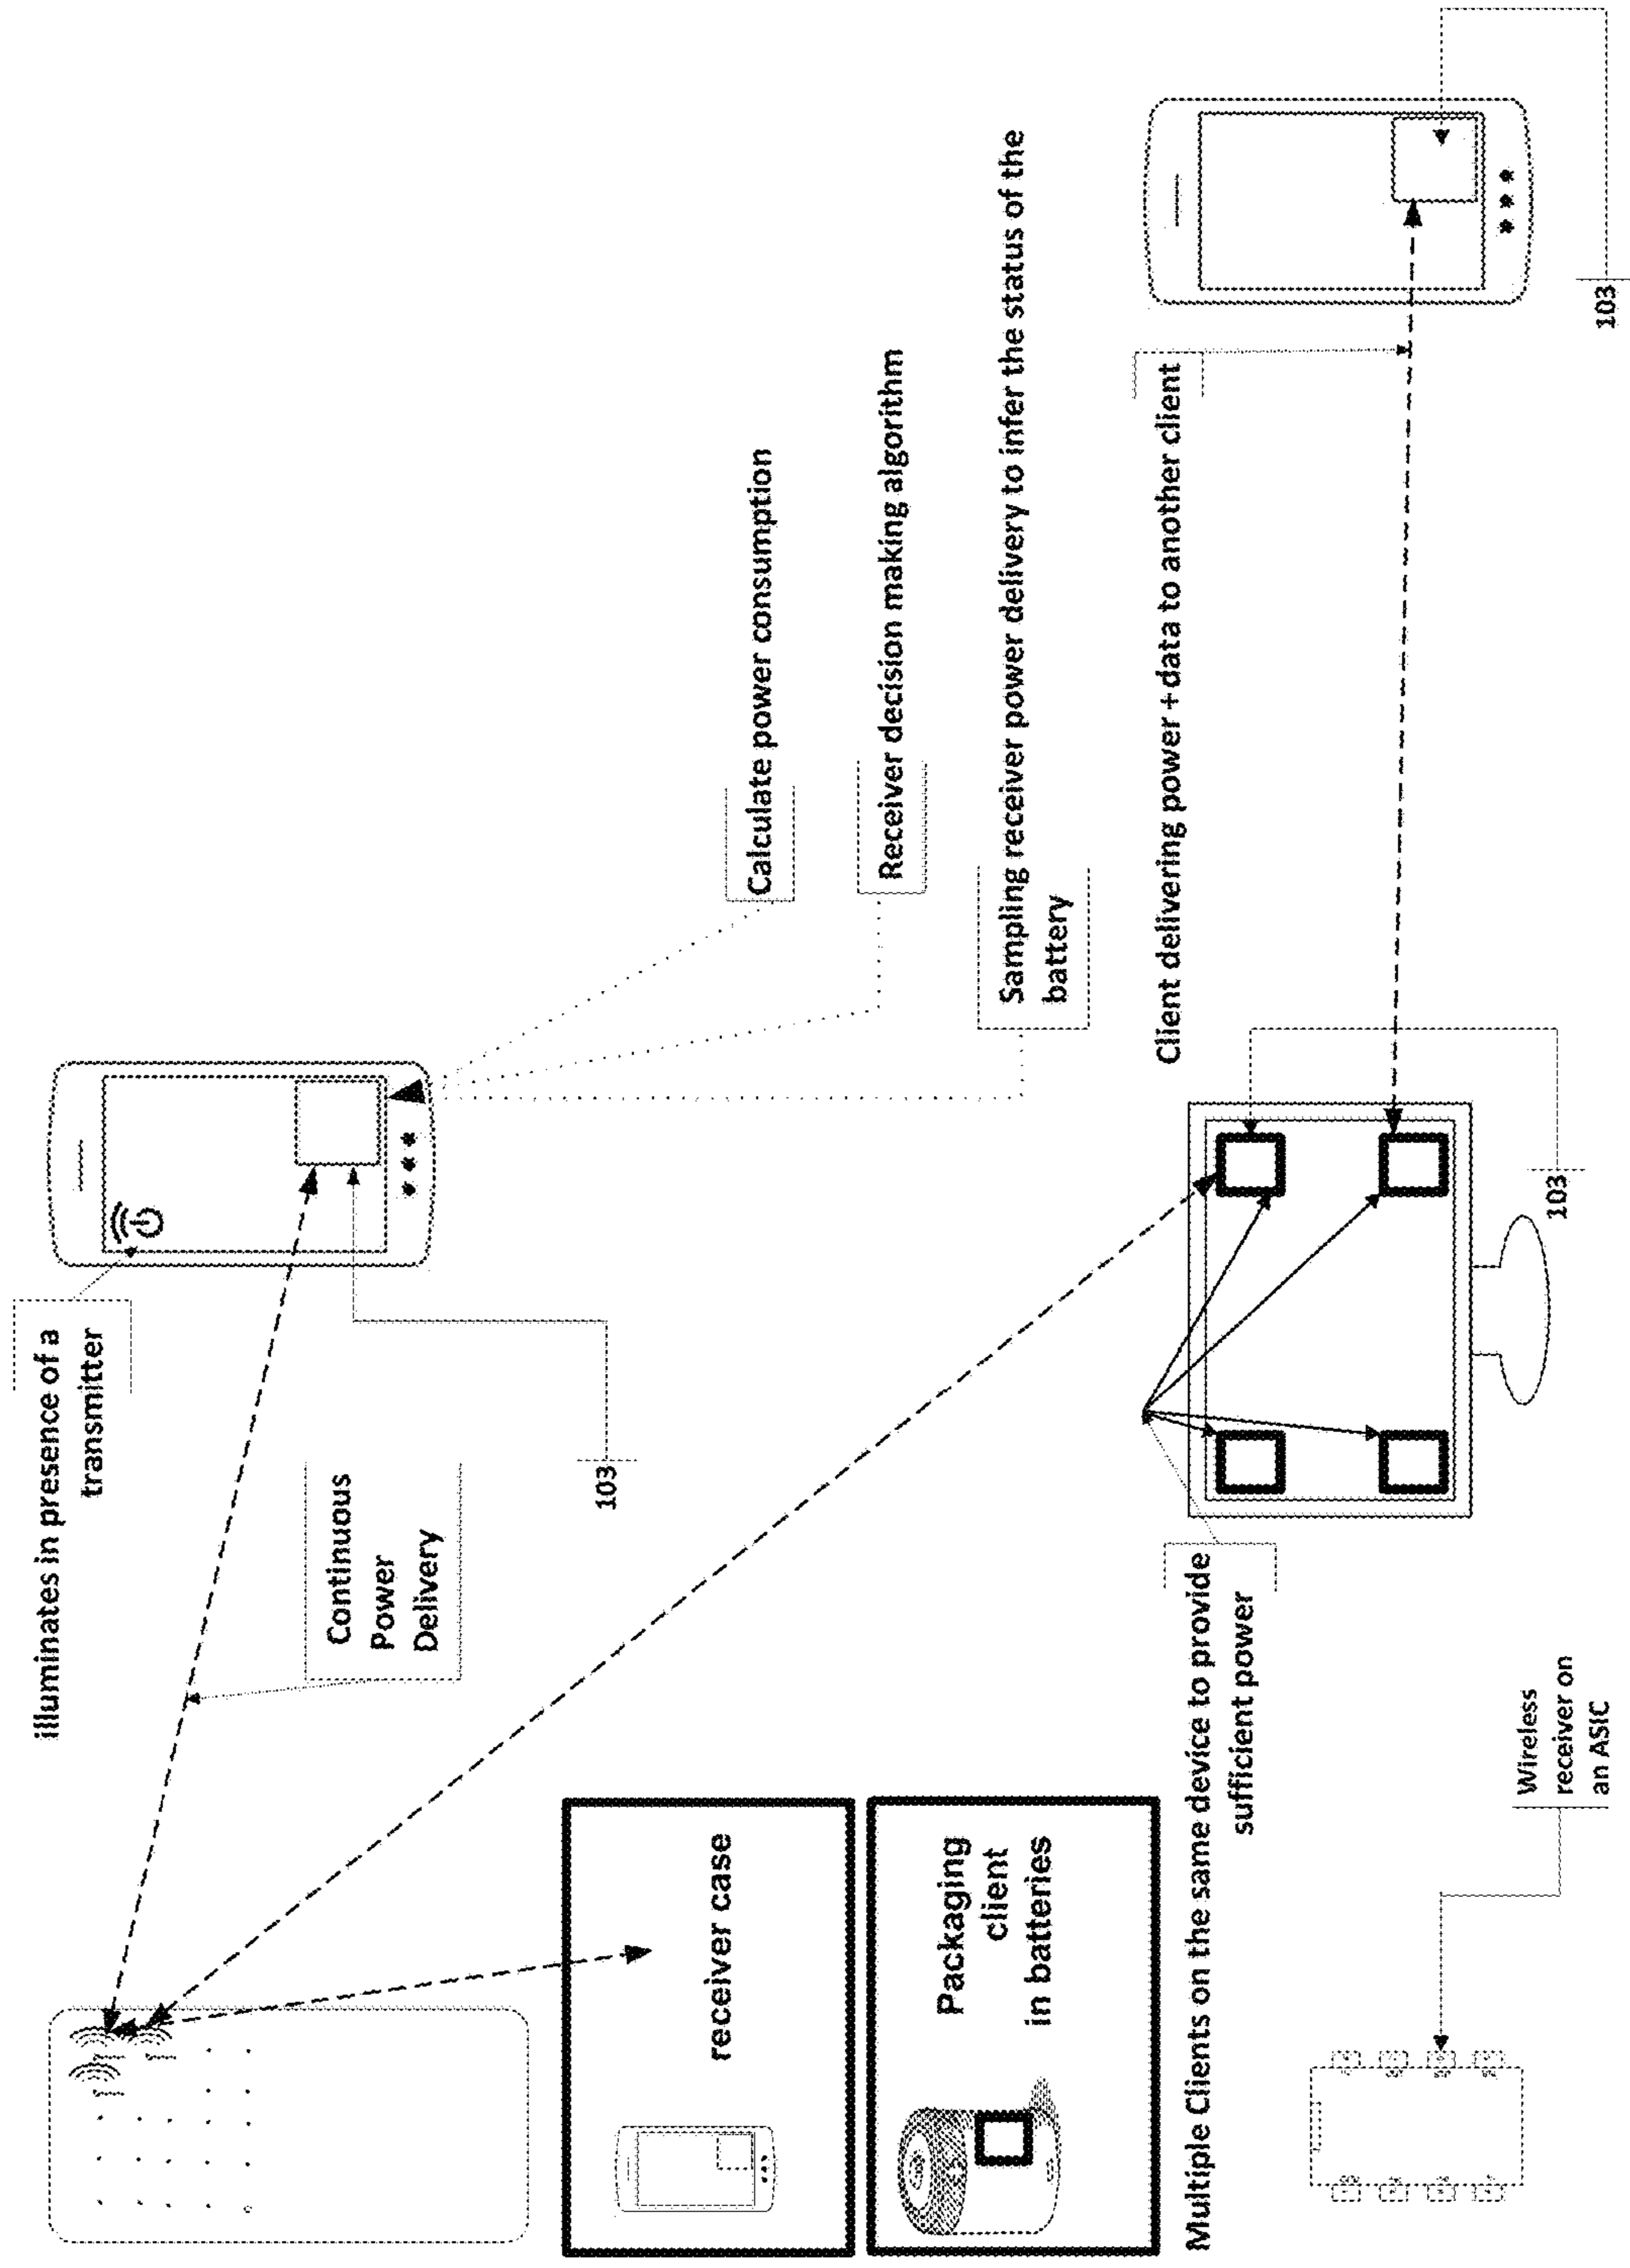 illuminates in presence of a
transmitter
Continuous
Power
Delivery
103
Calculate power consumption
Receiver decision making algorithm
Sampling receiver power delivery to infer the status of the
battery
receiver case
Packaging
client
in batteries
Multiple Clients on the same device to provide
sufficient power
Client delivering power+data to another client
103
103
Wireless
receiver on
an ASIC